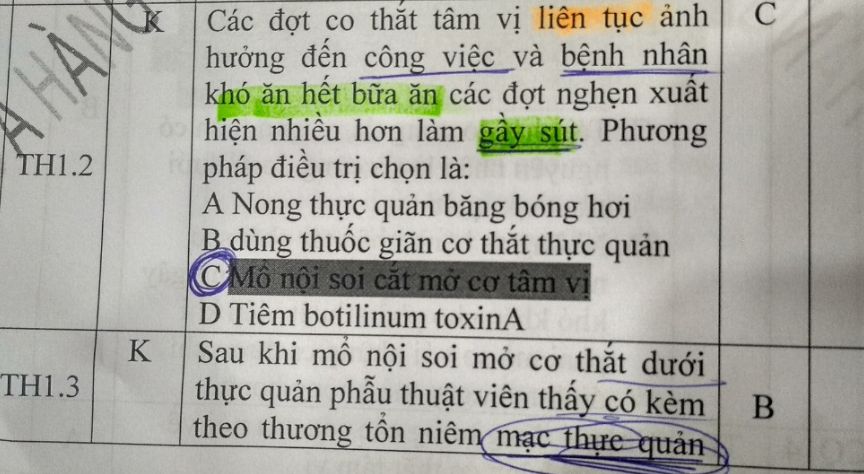 K
Các đợt co thắt tâm vị liên tục ảnh
C
hưởng đến công việc và bệnh nhân
khó ăn hết bữa ăn các đợt nghẹn xuất
hiện nhiều hơn làm gầy sút. Phương
TH1.2
pháp điều trị chọn là:
A Nong thực quản băng bóng hơi
B dùng thuốc giãn cơ thắt thực quản
C Mổ nội soi cắt mở cơ tâm vị
D Tiêm botilinum toxinA
K
Sau khi mổ nội soi mở cơ thắt dưới
TH1.3
thực quản phẫu thuật viên thấy có kèm
B
theo thương tổn niêm mạc thực quản